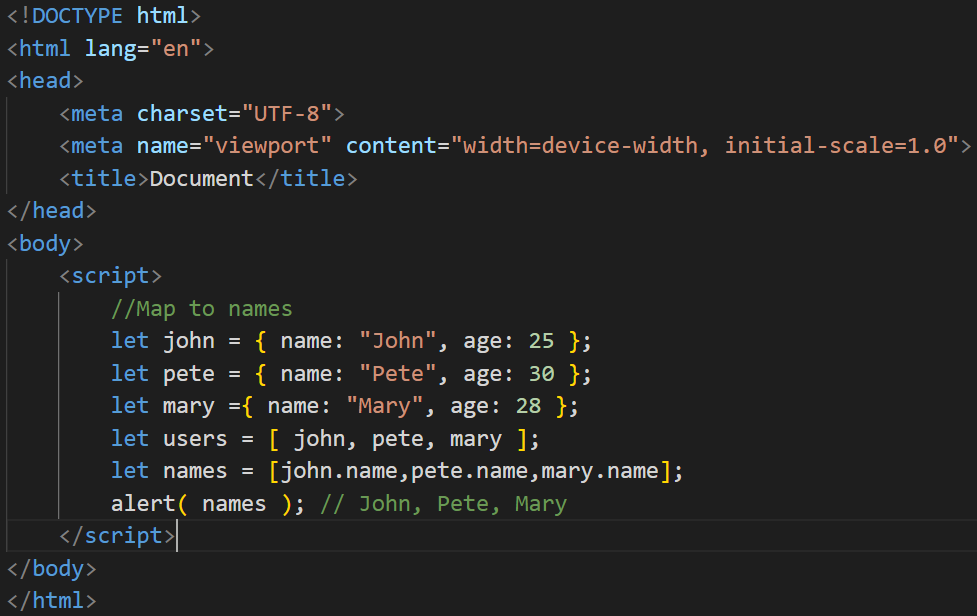 <!DOCTYPE html>
<html lang="en">
<head>
    <meta charset="UTF-8">
    <meta name="viewport" content="width=device-width, initial-scale=1.0">
    <title>Document</title>
</head>
<body>
    <script>
        //Map to names
        let john = { name: "John", age: 25 };
        let pete = { name: "Pete", age: 30 };
        let mary ={ name: "Mary", age: 28 };
        let users = [ john, pete, mary ];
        let names = [john.name,pete.name,mary.name];
        alert( names ); // John, Pete, Mary
    </script>
</body>
</html>